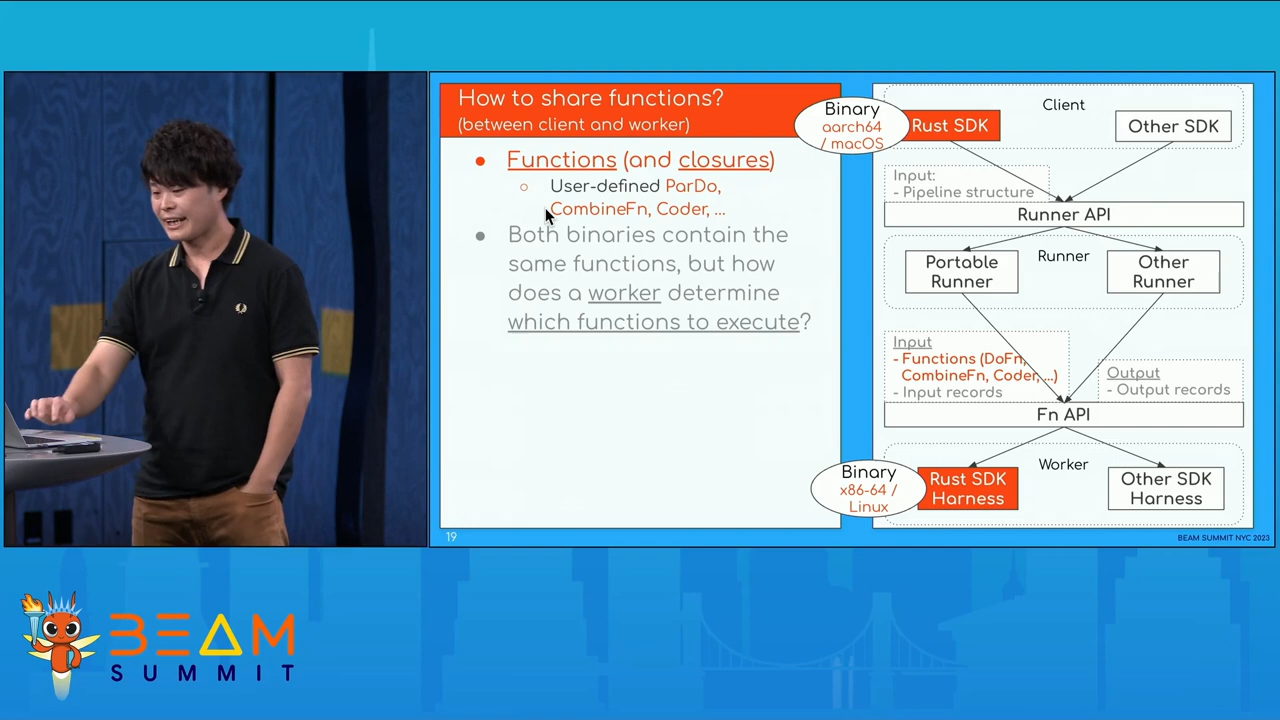 How to share functions?
(between client and worker)
● Functions (and closures)
○ User-defined ParDo,
CombineFn, Coder, ...
● Both binaries contain the
same functions, but how
does a worker determine
which functions to execute?
19
Binary
aarch64
/ macOS
Client
Rust SDK
Other SDK
Input:
- Pipeline structure
Runner API
Portable
Runner
Runner
Other
Runner
Input
- Functions (DoFn,
CombineFn, Coder, ...)
- Input records
Output
- Output records
Fn API
Binary
x86-64 /
Linux
Worker
Rust SDK
Harness
Other SDK
Harness
BEAM SUMMIT NYC 2023
BEAM
SUMMIT